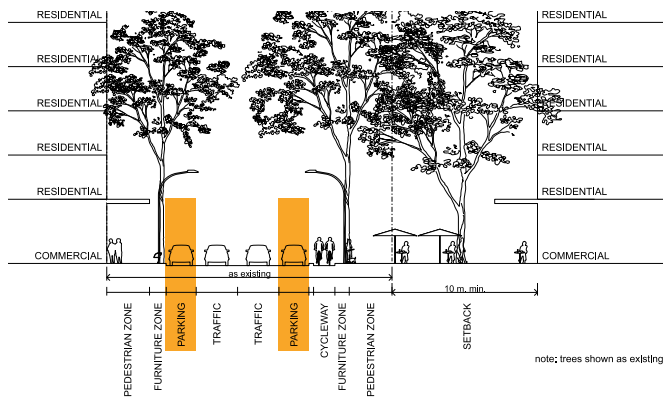 RESIDENTIAL RESIDENTIAL
RESIDENTIAL RESIDENTIAL
RESIDENTIAL RESIDENTIAL
RESIDENTIAL RESIDENTIAL
RESIDENTIAL RESIDENTIAL
COMMERCIAL COMMERCIAL
as existing
10 m. min.
PEDESTRIAN ZONE
FURNITURE ZONE
PARKING
TRAFFIC
TRAFFIC
PARKING
CYCLEWAY
FURNITURE ZONE
PEDESTRIAN ZONE
SETBACK
note: trees shown as existing